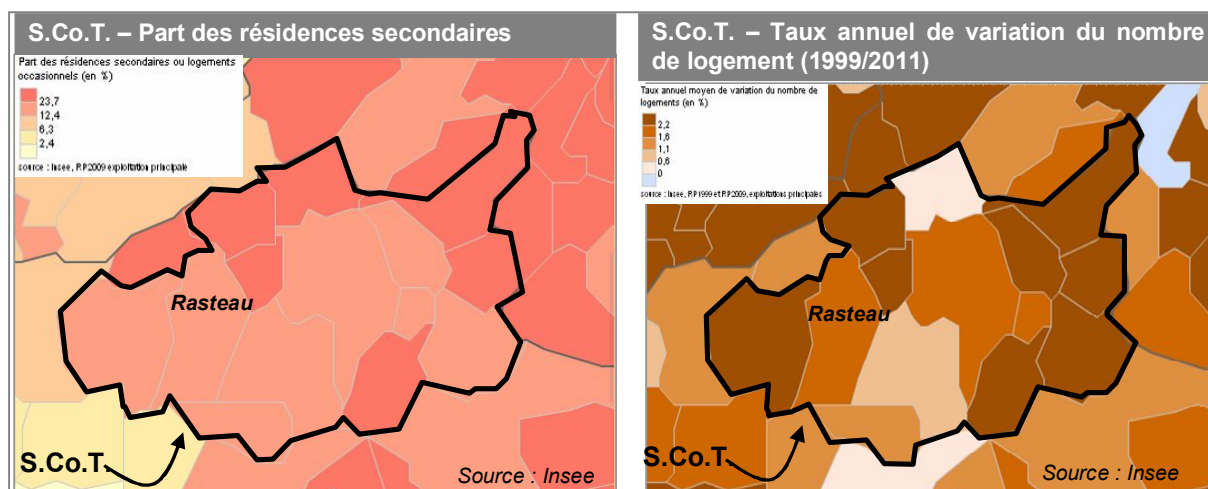 S.Co.T. – Part des résidences secondaires
Part des résidences secondaires ou logements
occasionnels (en %)
23,7
12,4
6,3
2,4
source : Insee, RP2009 exploitation principale
Rasteau
S.Co.T.
Source : Insee
S.Co.T. – Taux annuel de variation du nombre
de logement (1999/2011)
Taux annuel moyen de variation du nombre de
logements (en %)
2,2
1,6
1,1
0,6
0
source : Insee, RP1999 et RP2009, exploitations principales
Rasteau
S.Co.T.
Source : Insee